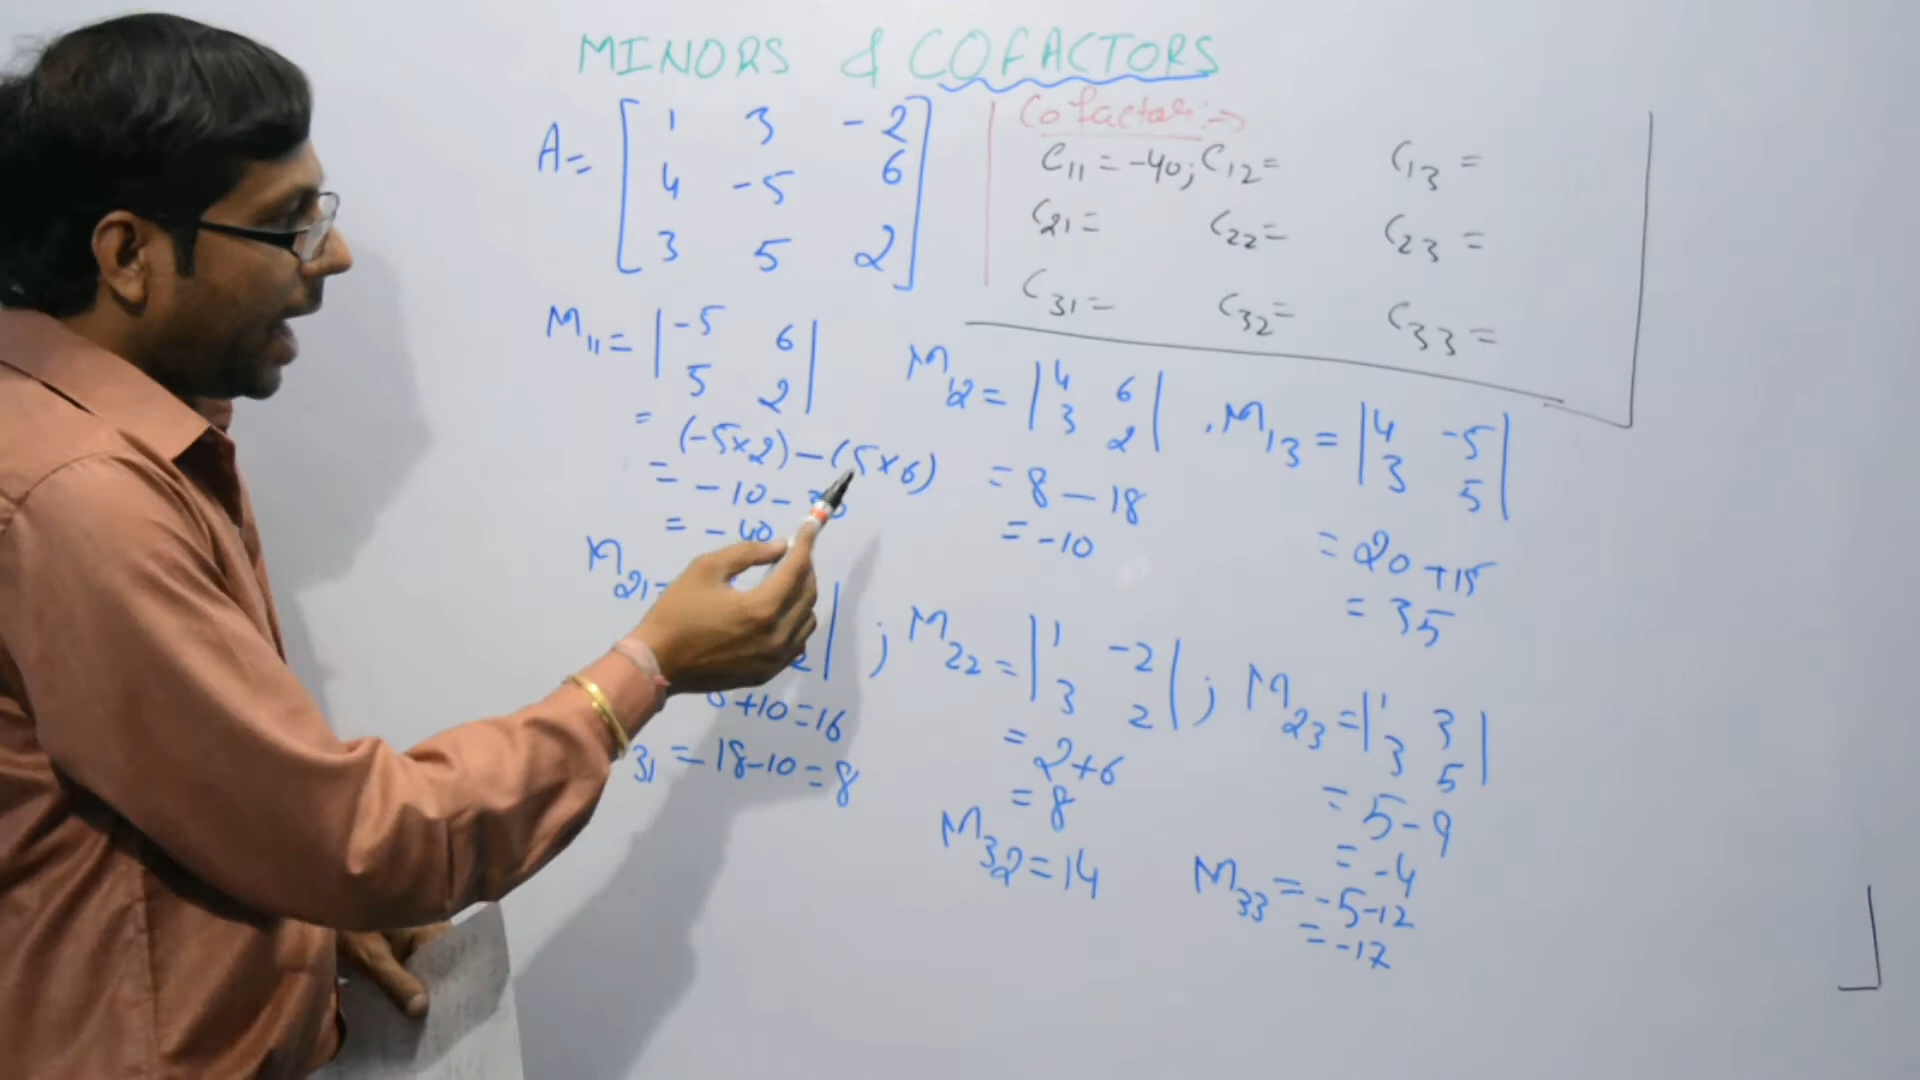 MINORS & COFACTORS
A= [ 1 3 -2
4 -5 6
3 5 2 ]
Cofactor :→
C11 = -40; C12= C13 =
C21= C22= C23 =
C31= C32= C33 =
M11= | -5 6
5 2 |
= (-5×2) – (5×6)
= -10 -
= -40
M12= | 4 6
3 2 |
= 8 – 18
= -10
, M13 = | 4 -5
3 5 |
= 20 +15
= 35
M21=
2 | ;
+10=16
M22= | 1 -2
3 2 | ;
= 2+6
= 8
M23=| 1 3
3 5 |
= 5-9
= -4
31 = 18-10=8
M32=14
M33= -5-12
= -17